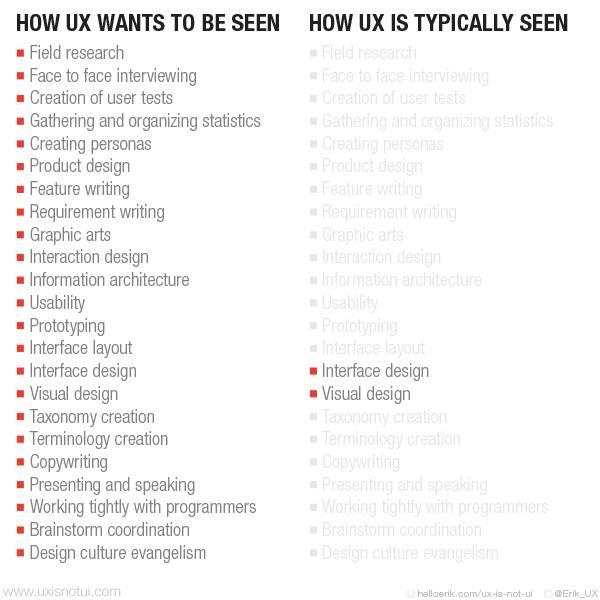 HOW UX WANTS TO BE SEEN
Field research
Face to face interviewing
Creation of user tests
Gathering and organizing statistics
Creating personas
Product design
Feature writing
Requirement writing
Graphic arts
Interaction design
Information architecture
Usability
Prototyping
Interface layout
Interface design
Visual design
Taxonomy creation
Terminology creation
Copywriting
Presenting and speaking
Working tightly with programmers
Brainstorm coordination
Design culture evangelism
HOW UX IS TYPICALLY SEEN
Field research
Face to face interviewing
Creation of user tests
Gathering and organizing statistics
Creating personas
Product design
Feature writing
Requirement writing
Graphic arts
Interaction design
Information architecture
Usability
Prototyping
Interface layout
Interface design
Visual design
Taxonomy creation
Terminology creation
Copywriting
Presenting and speaking
Working tightly with programmers
Brainstorm coordination
Design culture evangelism
www.uxisnotui.com
helloerik.com/ux-is-not-ui
@Erik_UX